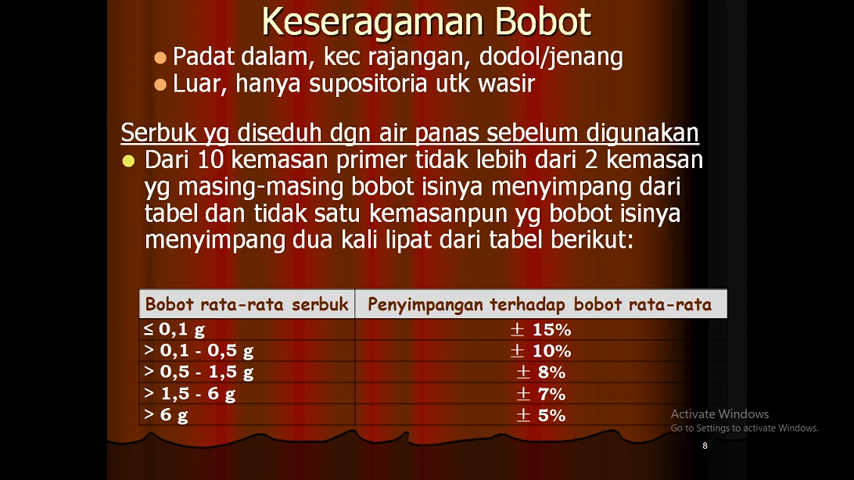 Keseragaman Bobot
Padat dalam, kec rajangan, dodol/jenang
Luar, hanya supositoria utk wasir
Serbuk yg diseduh dgn air panas sebelum digunakan
Dari 10 kemasan primer tidak lebih dari 2 kemasan
yg masing-masing bobot isinya menyimpang dari
tabel dan tidak satu kemasanpun yg bobot isinya
menyimpang dua kali lipat dari tabel berikut:
Bobot rata-rata serbuk Penyimpangan terhadap bobot rata-rata
≤ 0,1 g ± 15%
> 0,1 - 0,5 g ± 10%
> 0,5 - 1,5 g ± 8%
> 1,5 - 6 g ± 7%
> 6 g ± 5%
Activate Windows
Go to Settings to activate Windows.
8